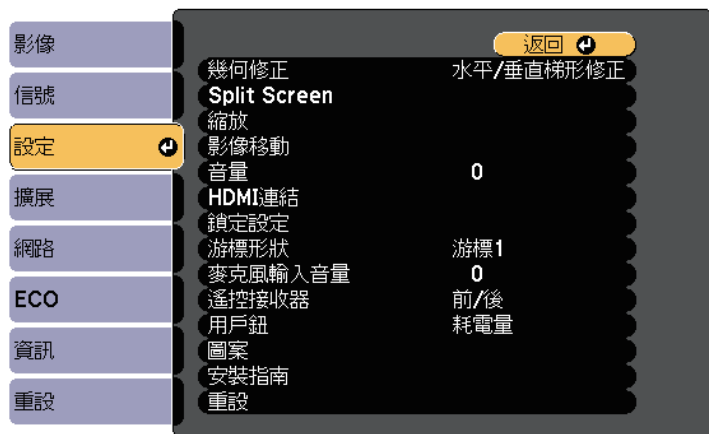 影像
信號
設定
擴展
網路
ECO
資訊
重設
返回
幾何修正 水平/垂直梯形修正
Split Screen
縮放
影像移動
音量 0
HDMI連結
鎖定設定
游標形狀 游標1
麥克風輸入音量 0
遙控接收器 前/後
用戶鈕 耗電量
圖案
安裝指南
重設